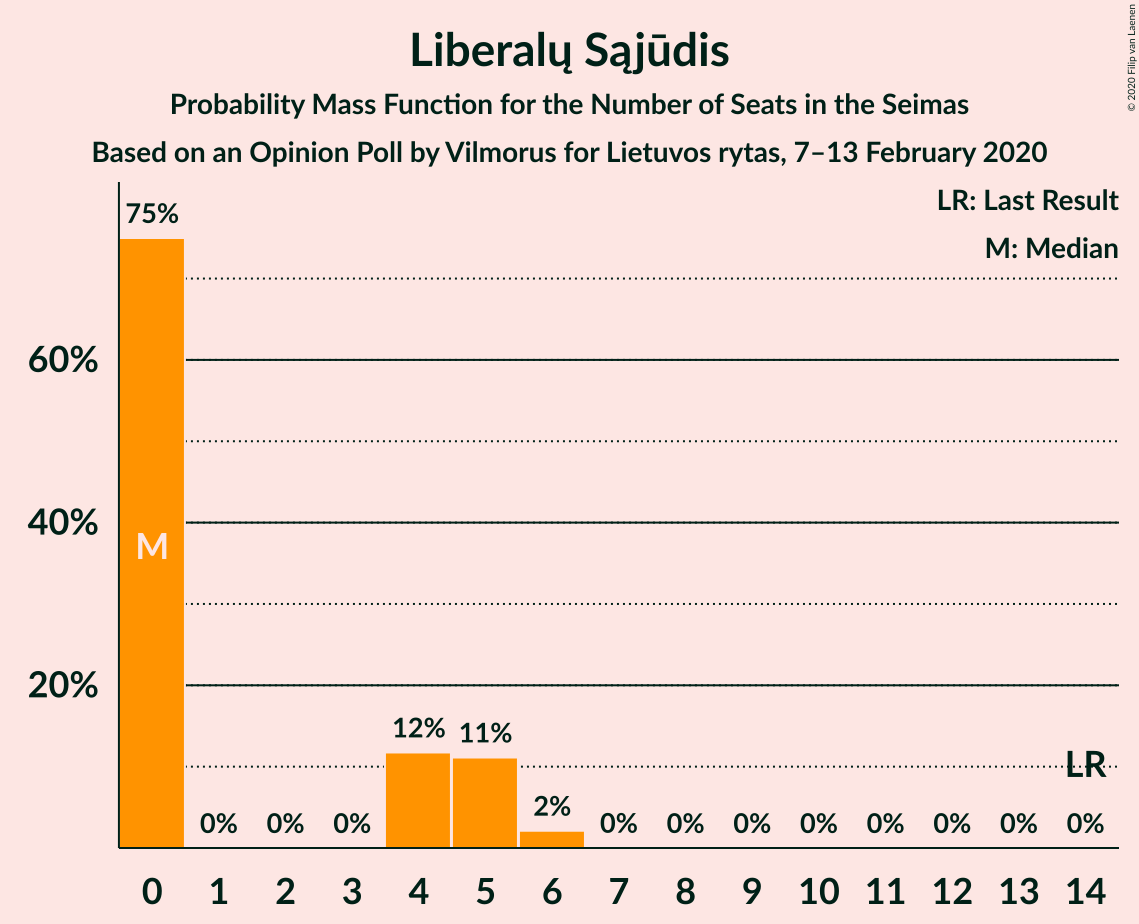 Liberalų Sąjūdis
Probability Mass Function for the Number of Seats in the Seimas
Based on an Opinion Poll by Vilmorus for Lietuvos rytas, 7–13 February 2020
© 2020 Filip van Laenen
LR: Last Result
M: Median
75%
60%
40%
20%
M
12%
11%
2%
LR
0% 0% 0% 0% 0% 0% 0% 0% 0% 0% 0%
0 1 2 3 4 5 6 7 8 9 10 11 12 13 14